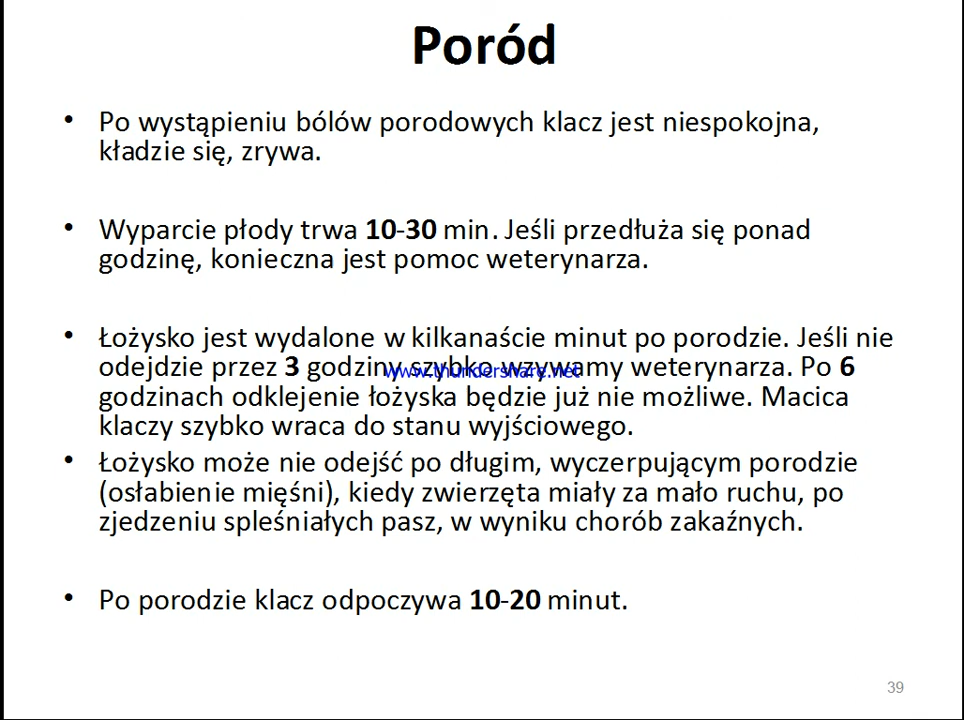 Poród
• Po wystąpieniu bólów porodowych klacz jest niespokojna,
kładzie się, zrywa.
• Wyparcie płody trwa 10-30 min. Jeśli przedłuża się ponad
godzinę, konieczna jest pomoc weterynarza.
• Łożysko jest wydalone w kilkanaście minut po porodzie. Jeśli nie
odejdzie przez 3 godziny szybko wzywamy weterynarza. Po 6
www.thundershare.net
godzinach odklejenie łożyska będzie już nie możliwe. Macica
klaczy szybko wraca do stanu wyjściowego.
• Łożysko może nie odejść po długim, wyczerpującym porodzie
(osłabienie mięśni), kiedy zwierzęta miały za mało ruchu, po
zjedzeniu spleśniałych pasz, w wyniku chorób zakaźnych.
• Po porodzie klacz odpoczywa 10-20 minut.
39